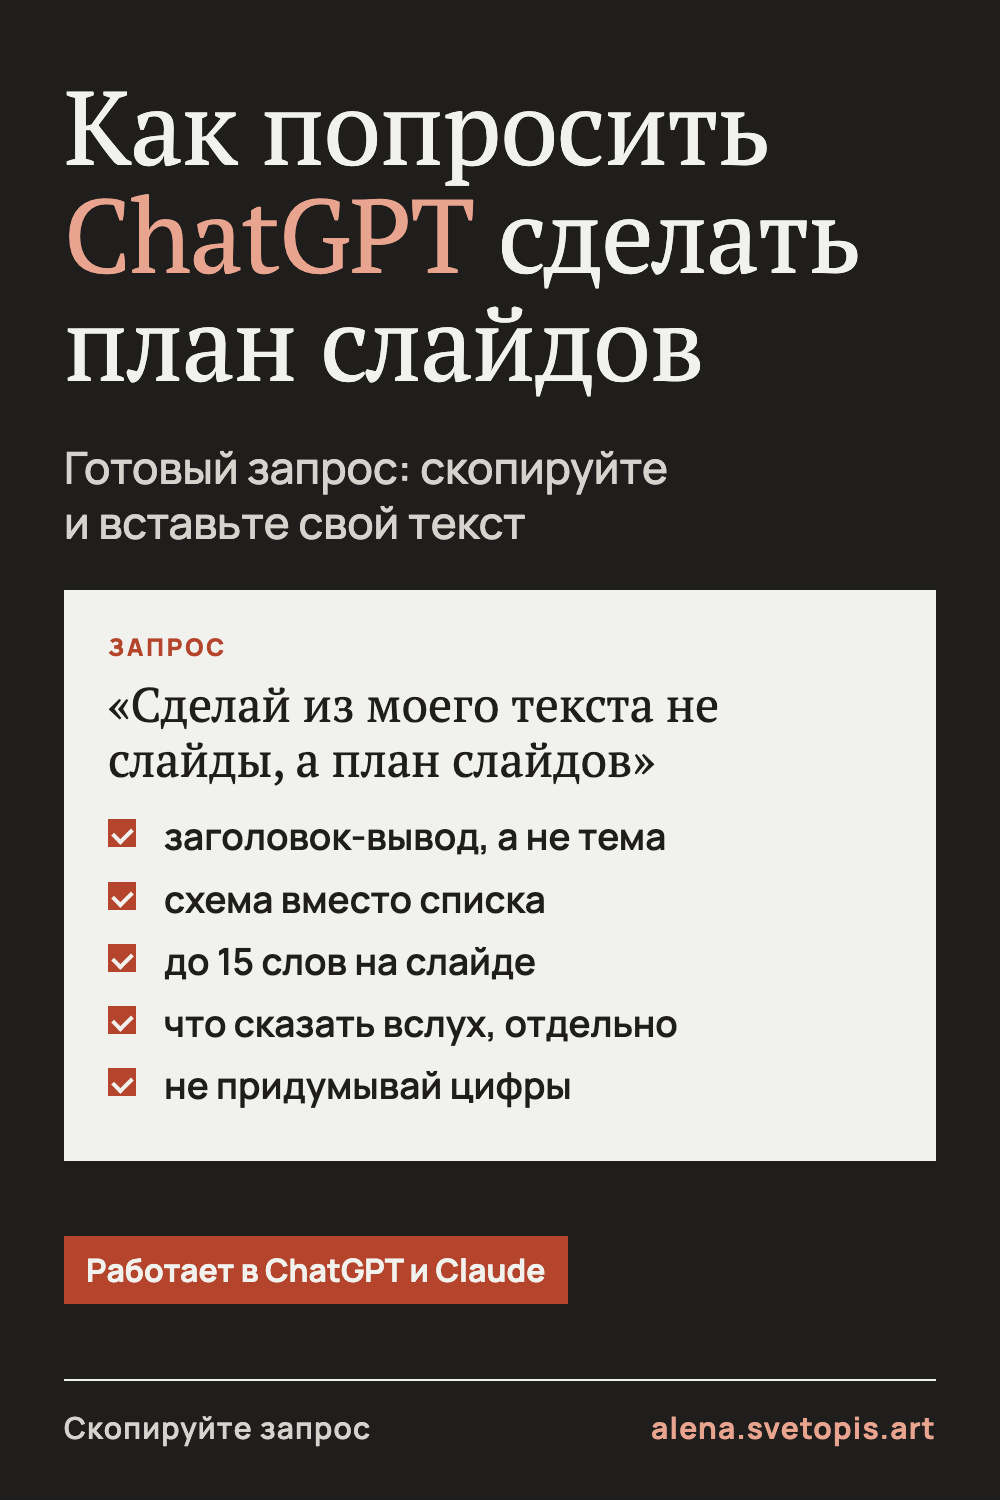 Как попросить
ChatGPT сделать
план слайдов
Готовый запрос: скопируйте
и вставьте свой текст
ЗАПРОС
«Сделай из моего текста не
слайды, а план слайдов»
заголовок-вывод, а не тема
схема вместо списка
до 15 слов на слайде
что сказать вслух, отдельно
не придумывай цифры
Работает в ChatGPT и Claude
Скопируйте запрос
alena.svetopis.art